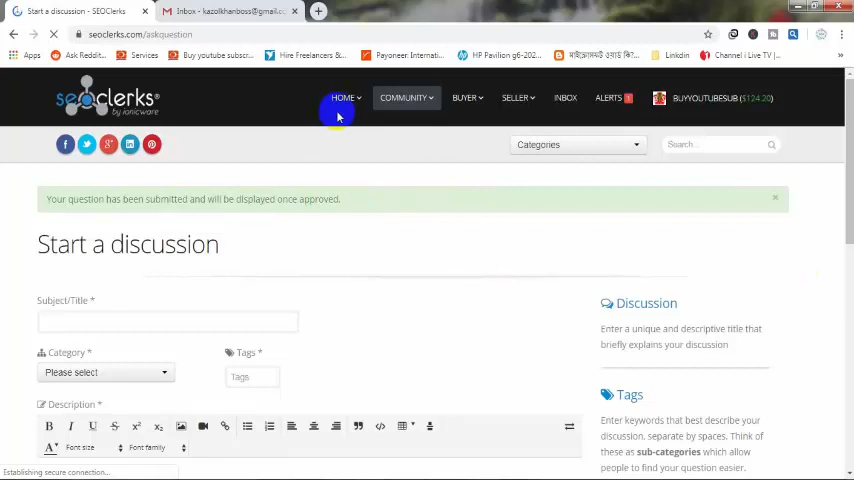 Start a discussion - SEOClerks
Inbox - kazolkhanboss@gmail.co
seoclerks.com/askquestion
Apps
Ask Reddit...
Services
Buy youtube subscr...
Hire Freelancers &...
Payoneer: Internati...
HP Pavilion g6-202...
Linkdin
Channel i Live TV |...
seoclerks®
by ionicware
HOME
COMMUNITY
BUYER
SELLER
INBOX
ALERTS 1
BUYYOUTUBESUB ($124.20)
Categories
Search...
Your question has been submitted and will be displayed once approved.
Start a discussion
Subject/Title *
Category *
Tags *
Please select
Tags
Description *
B I U S x² x₂
A Font size Font family
Discussion
Enter a unique and descriptive title that
briefly explains your discussion
Tags
Enter keywords that best describe your
discussion, separate by spaces. Think of
these as sub-categories which allow
people to find your question easier.
Establishing secure connection...